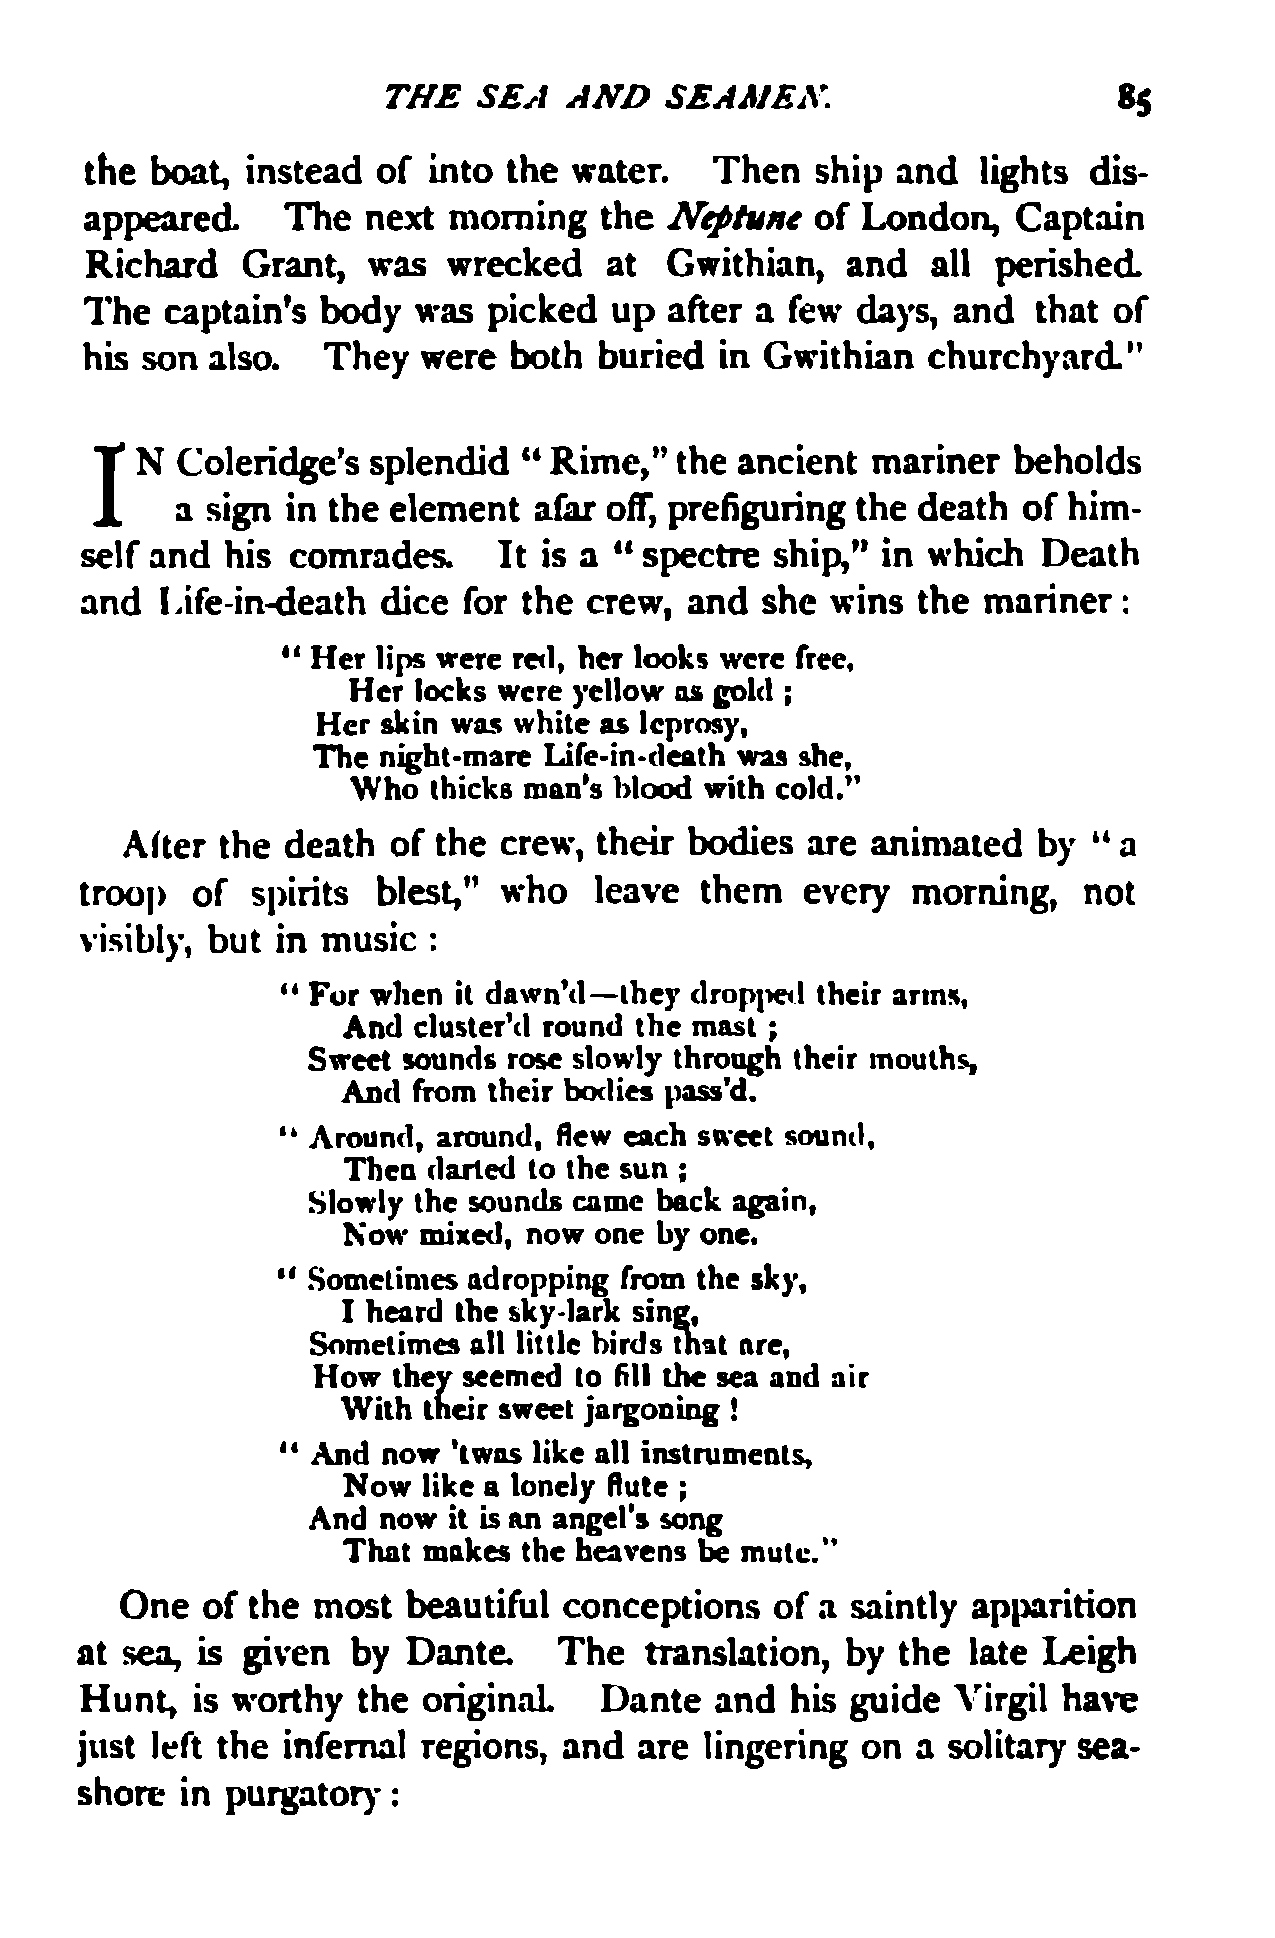 THE SEA AND SEAMEN. 85
the boat, instead of into the water. Then ship and lights dis-
appeared. The next morning the Neptune of London, Captain
Richard Grant, was wrecked at Gwithian, and all perished.
The captain's body was picked up after a few days, and that of
his son also. They were both buried in Gwithian churchyard."
IN Coleridge's splendid "Rime," the ancient mariner beholds
a sign in the element afar off, prefiguring the death of him-
self and his comrades. It is a "spectre ship," in which Death
and Life-in-death dice for the crew, and she wins the mariner :
"Her lips were red, her looks were free,
Her locks were yellow as gold ;
Her skin was white as leprosy,
The night-mare Life-in-death was she,
Who thicks man's blood with cold."
After the death of the crew, their bodies are animated by "a
troop of spirits blest," who leave them every morning, not
visibly, but in music :
"For when it dawn'd—they dropped their arms,
And cluster'd round the mast ;
Sweet sounds rose slowly through their mouths,
And from their bodies pass'd.
"Around, around, flew each sweet sound,
Then darted to the sun ;
Slowly the sounds came back again,
Now mixed, now one by one.
"Sometimes adropping from the sky,
I heard the sky-lark sing,
Sometimes all little birds that are,
How they seemed to fill the sea and air
With their sweet jargoning !
"And now 'twas like all instruments,
Now like a lonely flute ;
And now it is an angel's song
That makes the heavens be mute."
One of the most beautiful conceptions of a saintly apparition
at sea, is given by Dante. The translation, by the late Leigh
Hunt, is worthy the original. Dante and his guide Virgil have
just left the infernal regions, and are lingering on a solitary sea-
shore in purgatory :